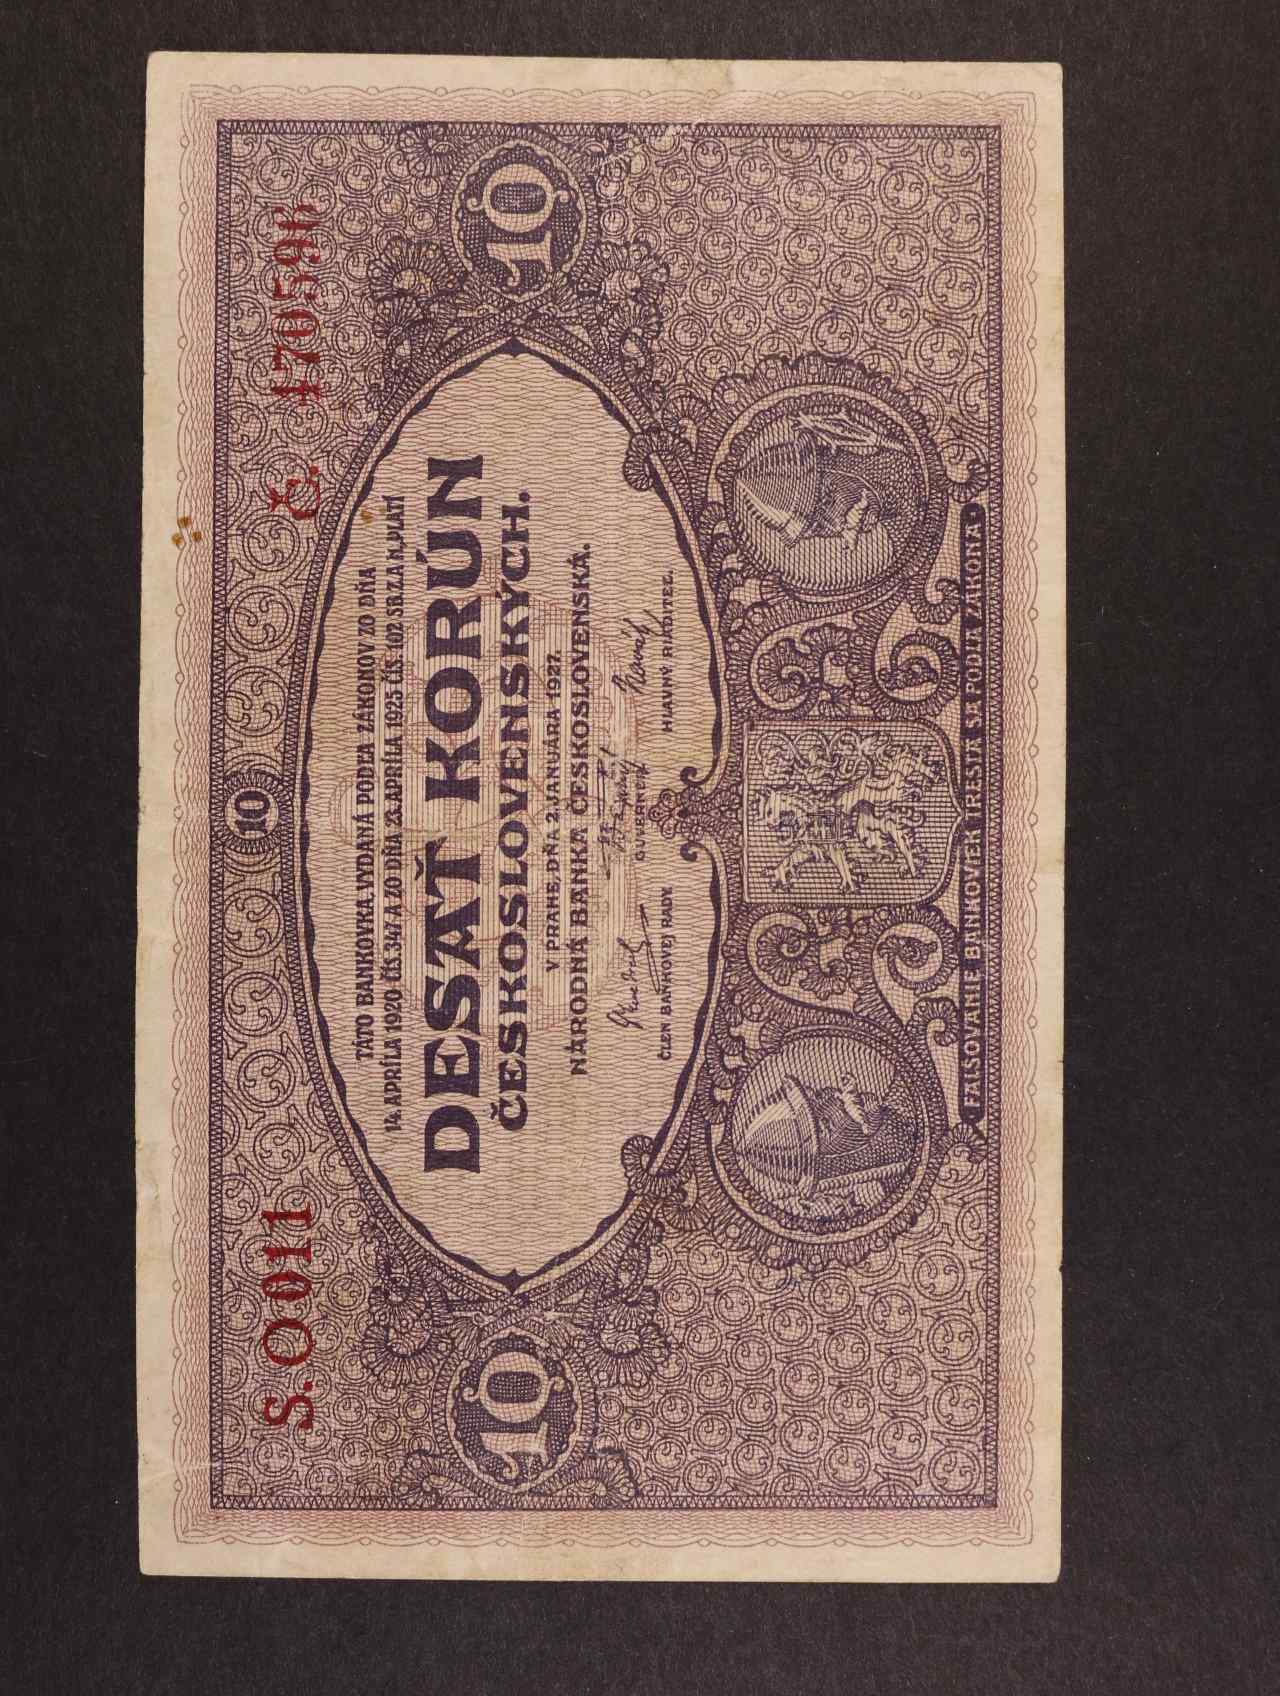 S. O 011 Č. 470596
10
TÁTO BANKOVKA, VYDANÁ PODĽA ZÁKONOV ZO DŇA
14. APRÍLA 1920 ČÍS. 347 A ZO DŇA 23. APRÍLA 1925 ČÍS. 102 SB. Z. A N. PLATÍ
DESAŤ KORÚN
10 10
ČESKOSLOVENSKÝCH.
V PRAHE, DŇA 2. JANUÁRA 1927.
NÁRODNÁ BANKA ČESKOSLOVENSKÁ.
ČLEN BANKOVEJ RADY. GUVERNER. HLAVNÝ RIADITEĽ.
FALŠOVANIE BANKOVIEK TRESTÁ SA PODĽA ZÁKONA.